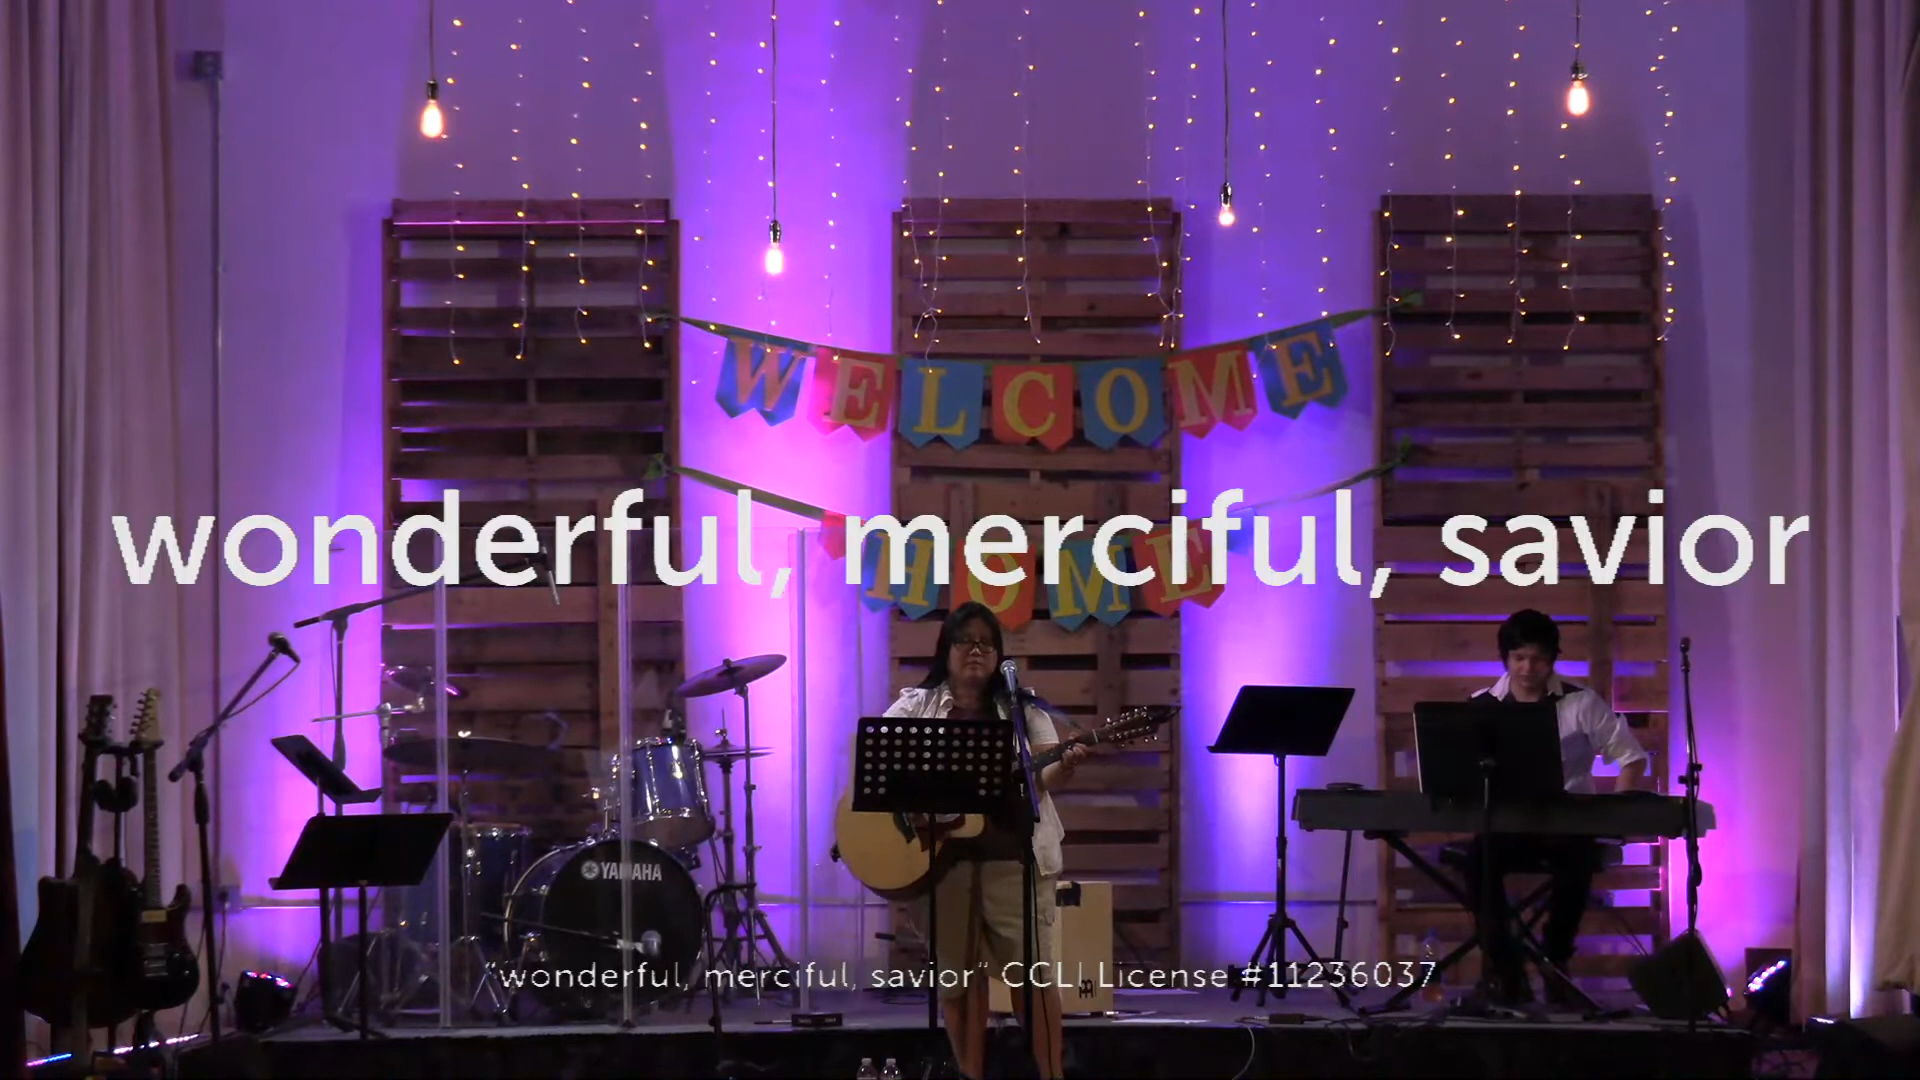 WELCOME
wonderful, merciful, savior
HOME
YAMAHA
"wonderful, merciful, savior" CCLI License #11236037